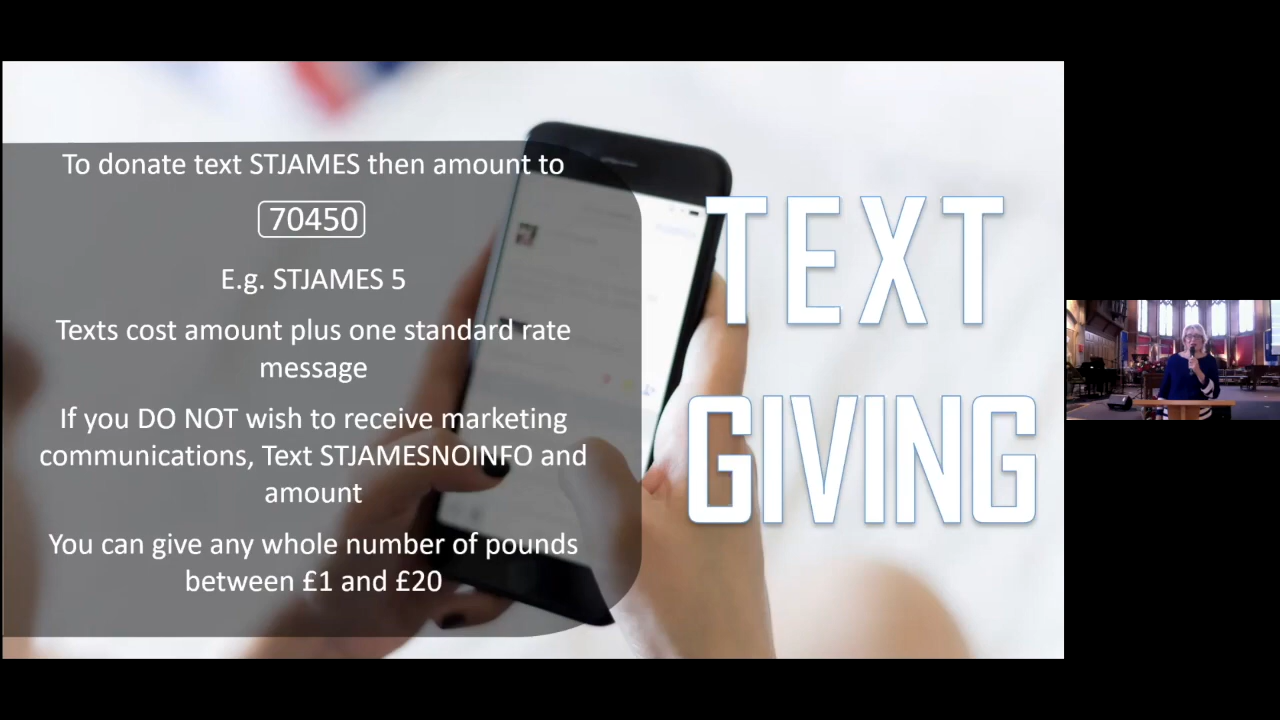 To donate text STJAMES then amount to
70450
E.g. STJAMES 5
Texts cost amount plus one standard rate
message
If you DO NOT wish to receive marketing
communications, Text STJAMESNOINFO and
amount
You can give any whole number of pounds
between £1 and £20
TEXT
GIVING